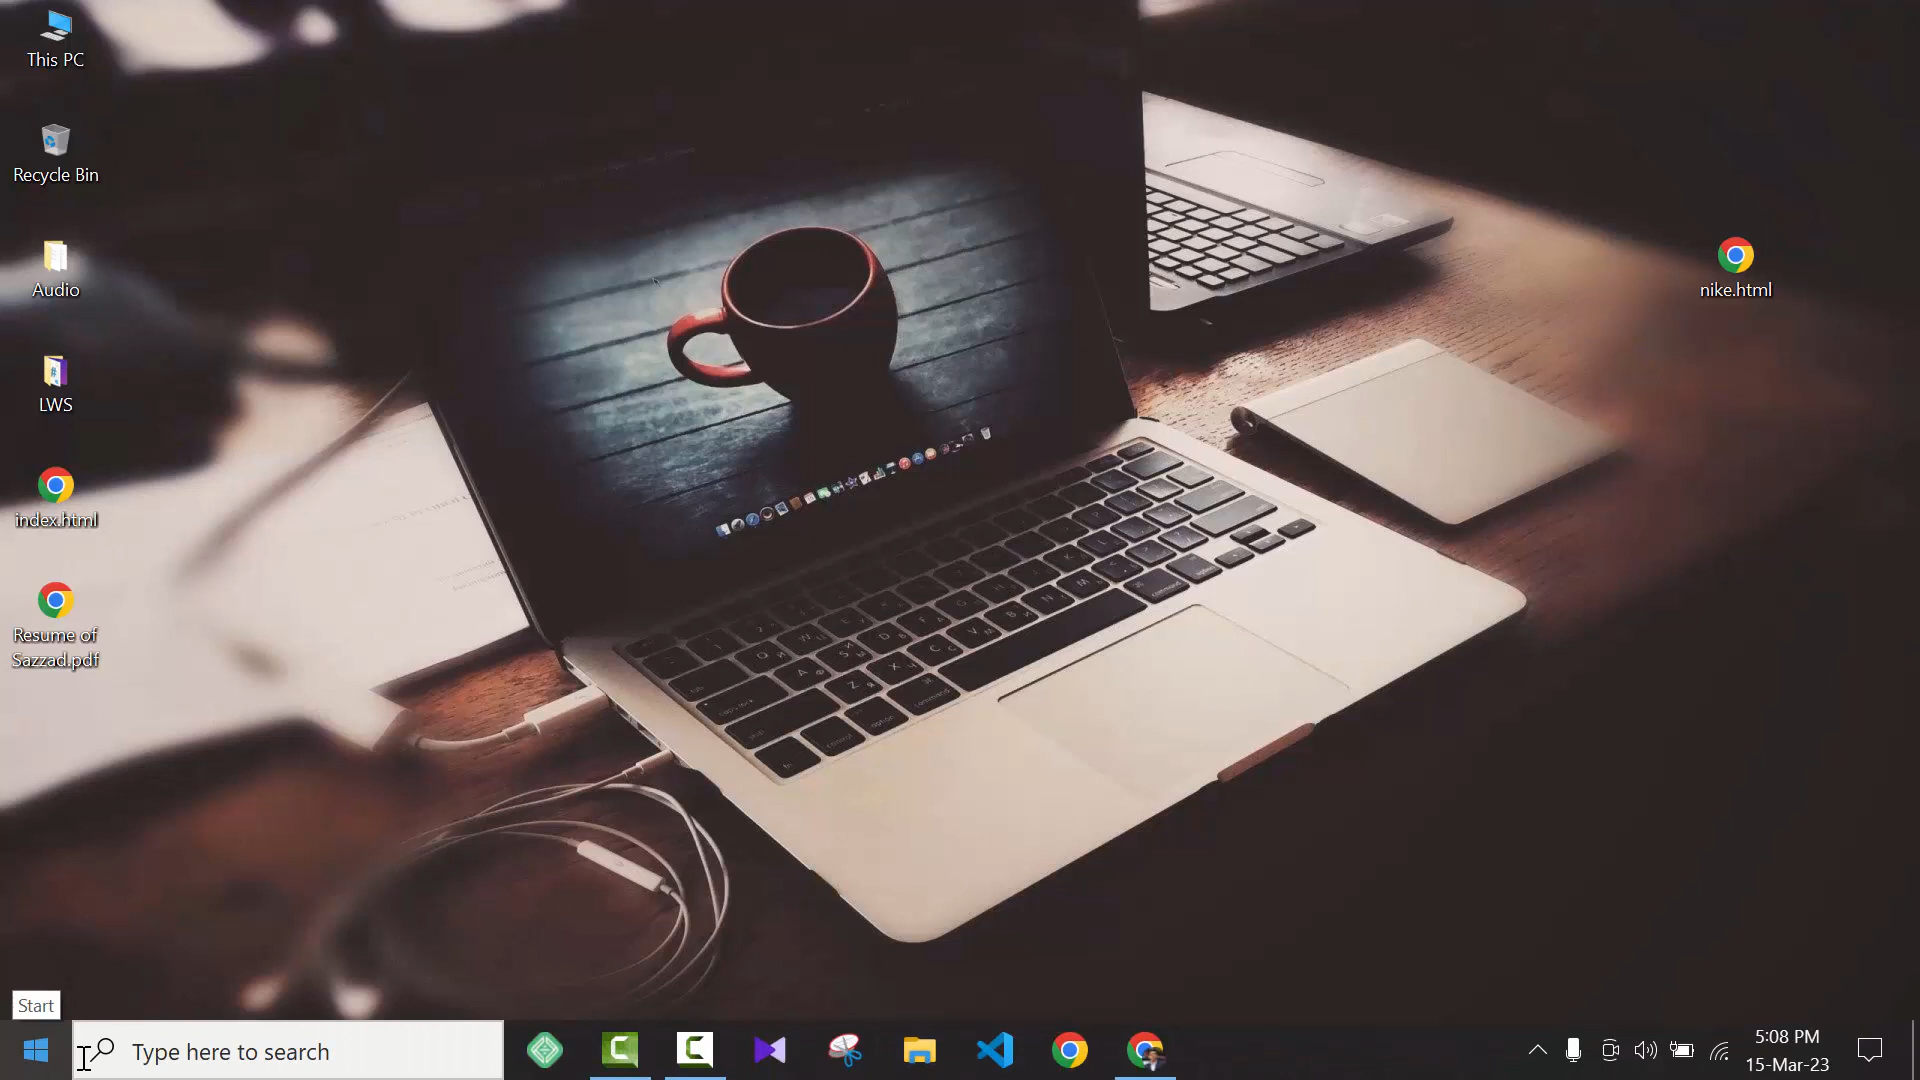 This PC
Recycle Bin
Audio
LWS
index.html
Resume of
Sazzad.pdf
nike.html
Start
Type here to search
5:08 PM
15-Mar-23